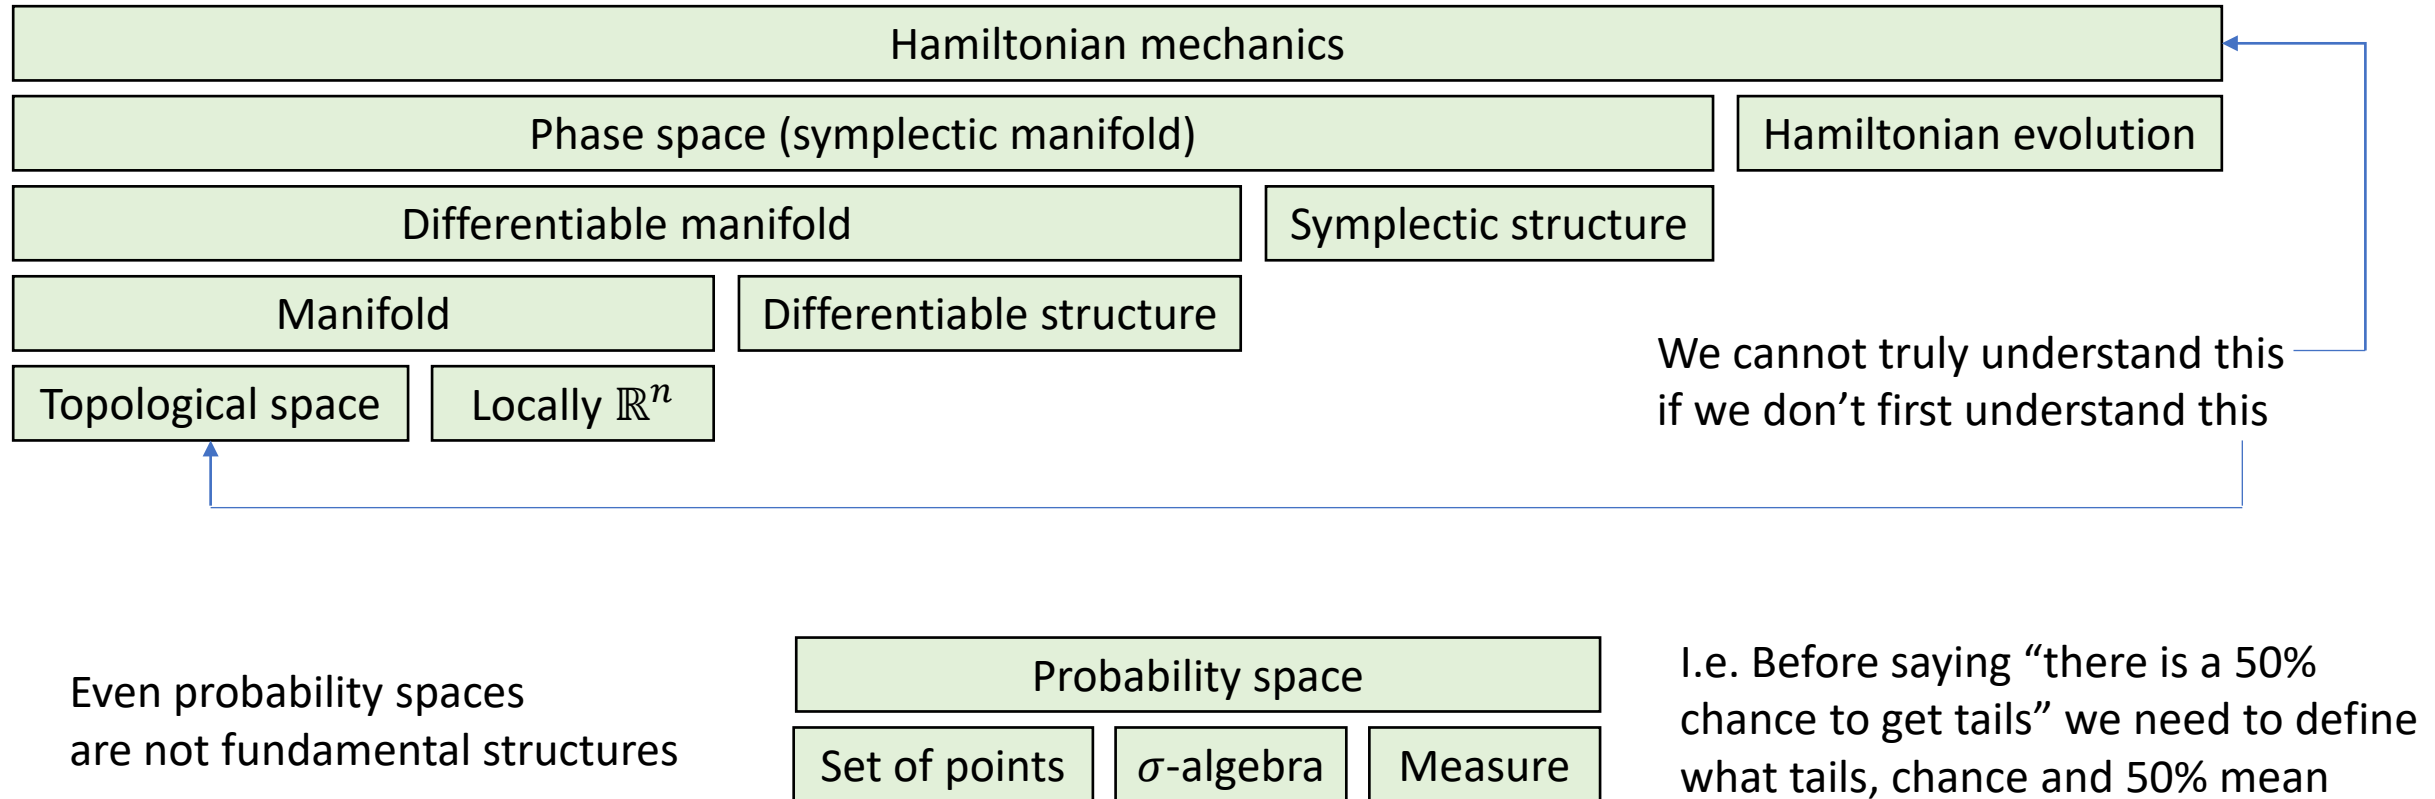 Hamiltonian mechanics
Phase space (symplectic manifold)
Hamiltonian evolution
Differentiable manifold
Symplectic structure
Manifold
Differentiable structure
Topological space
Locally ℝⁿ
We cannot truly understand this
if we don’t first understand this
Even probability spaces
are not fundamental structures
Probability space
Set of points
σ-algebra
Measure
I.e. Before saying “there is a 50%
chance to get tails” we need to define
what tails, chance and 50% mean